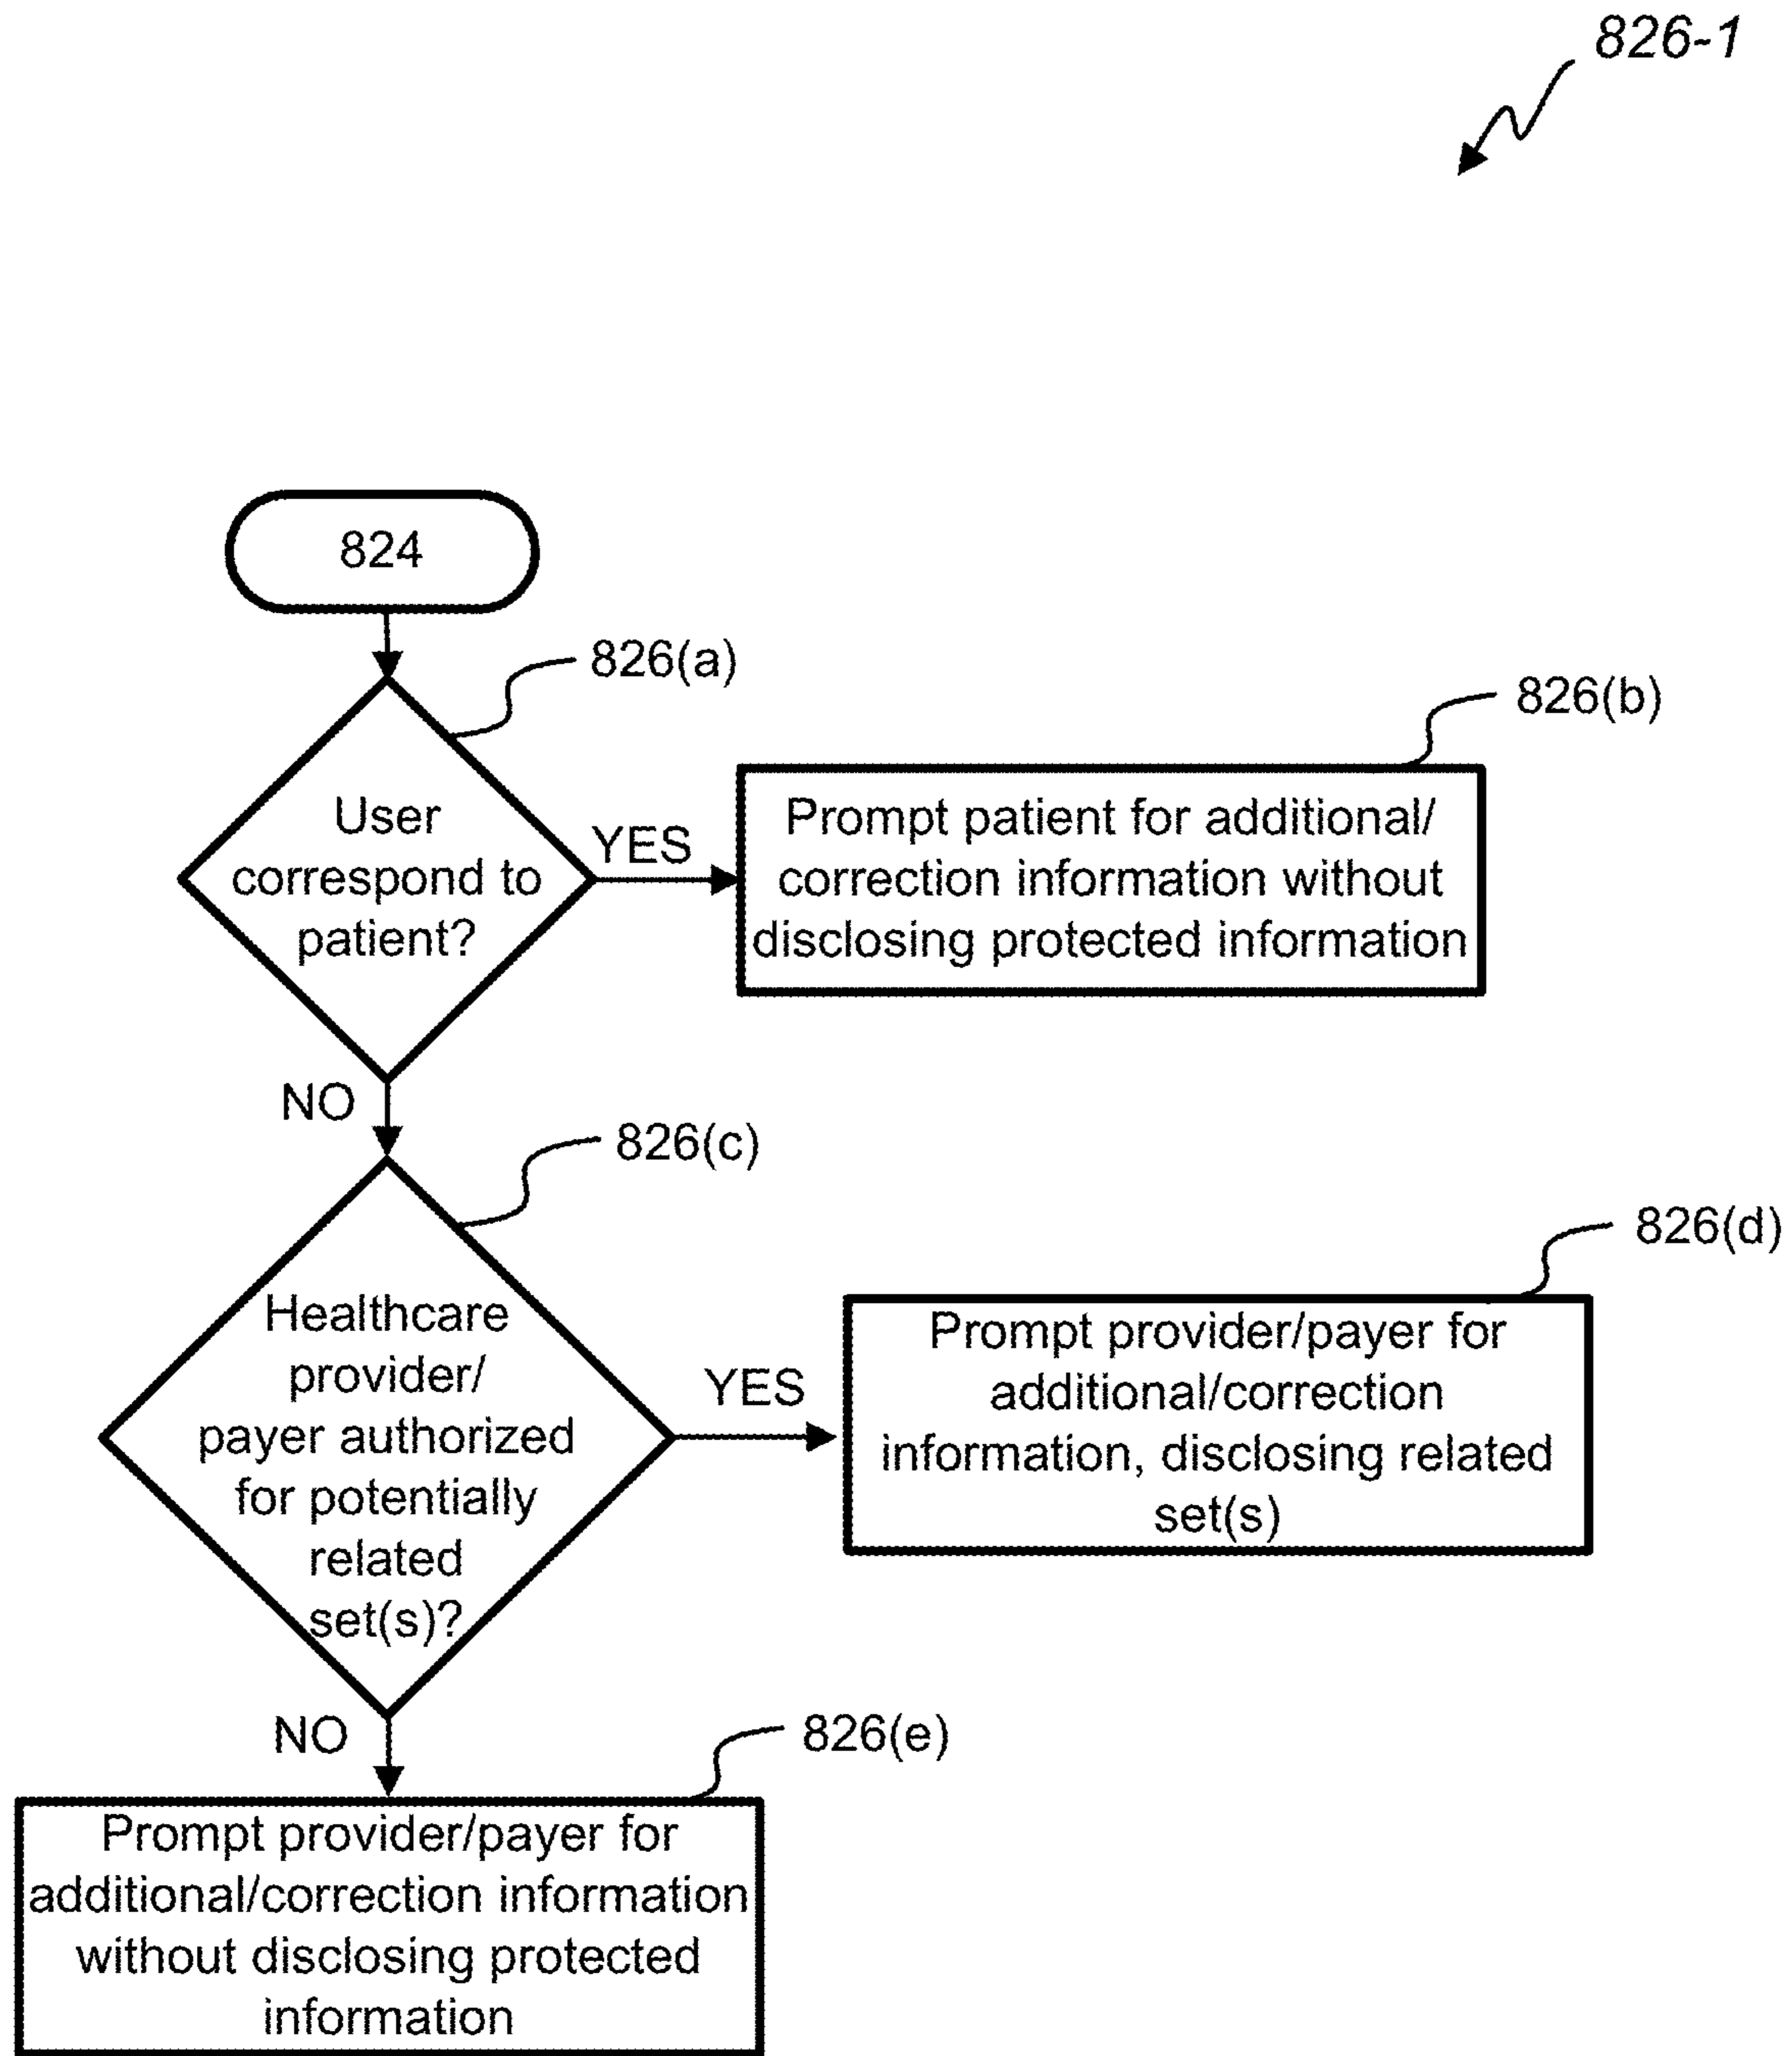 826-1
824
826(a)
User
correspond to
patient?
YES
826(b)
Prompt patient for additional/
correction information without
disclosing protected information
NO
826(c)
Healthcare
provider/
payer authorized
for potentially
related
set(s)?
YES
826(d)
Prompt provider/payer for
additional/correction
information, disclosing related
set(s)
NO
826(e)
Prompt provider/payer for
additional/correction information
without disclosing protected
information